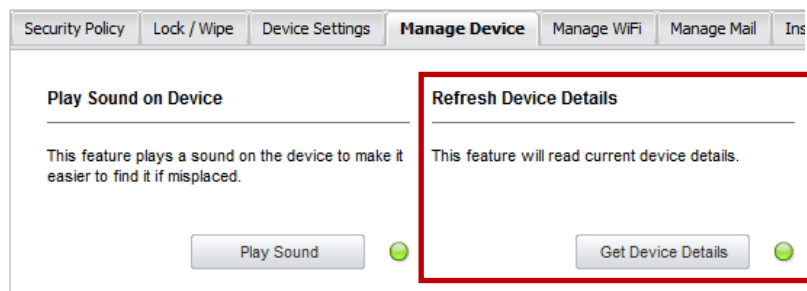 Security Policy Lock / Wipe Device Settings Manage Device Manage WiFi Manage Mail Ins
Play Sound on Device
This feature plays a sound on the device to make it
easier to find it if misplaced.
Play Sound
Refresh Device Details
This feature will read current device details.
Get Device Details